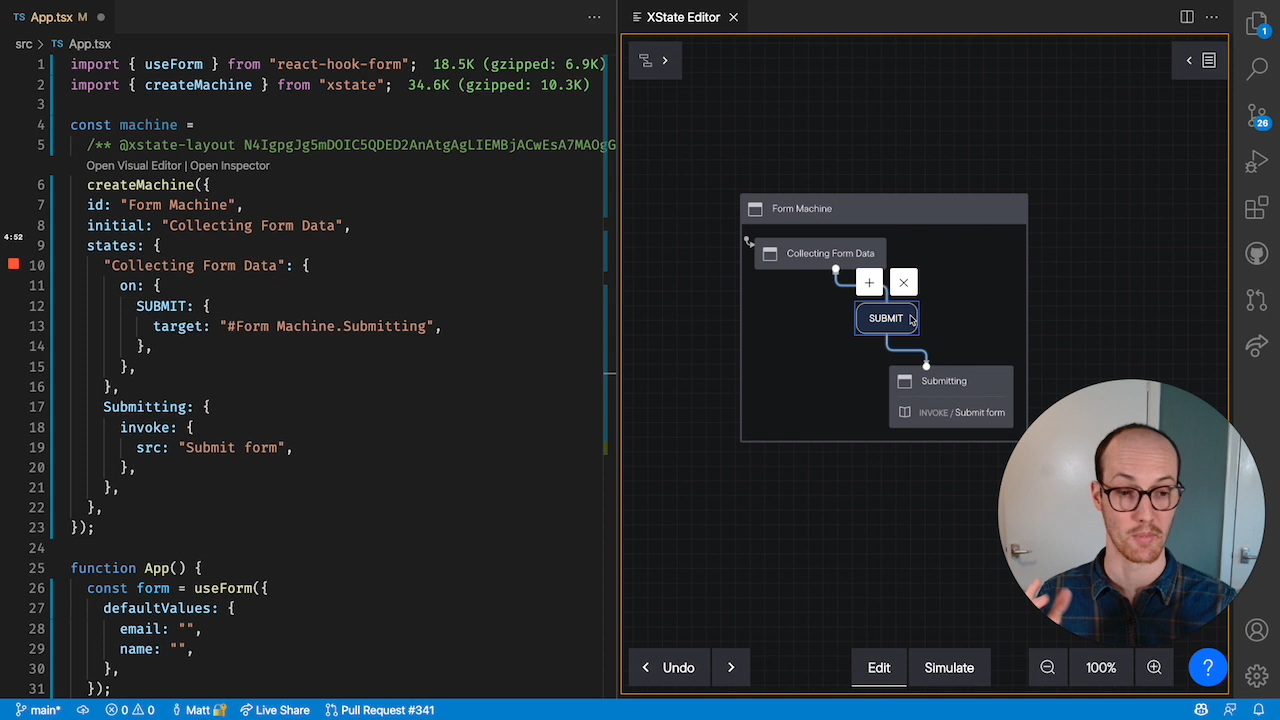 TS App.tsx M
src > TS App.tsx
1 import { useForm } from "react-hook-form"; 18.5K (gzipped: 6.9K)
2 import { createMachine } from "xstate"; 34.6K (gzipped: 10.3K)
3
4 const machine =
5 /** @xstate-layout N4IgpgJg5mDOIC5QDED2AnAtgAgLIEMBjACwEsA7MAOgG
Open Visual Editor | Open Inspector
6 createMachine({
7 id: "Form Machine",
8 initial: "Collecting Form Data",
4:52
9 states: {
10 "Collecting Form Data": {
11 on: {
12 SUBMIT: {
13 target: "#Form Machine.Submitting",
14 },
15 },
16 },
17 Submitting: {
18 invoke: {
19 src: "Submit form",
20 },
21 },
22 },
23 });
24
25 function App() {
26 const form = useForm({
27 defaultValues: {
28 email: "",
29 name: "",
30 },
31 });
XState Editor
Form Machine
Collecting Form Data
SUBMIT
Submitting
INVOKE / Submit form
Undo
Edit
Simulate
100%
?
1
26
main* 0 0 Matt Live Share Pull Request #341